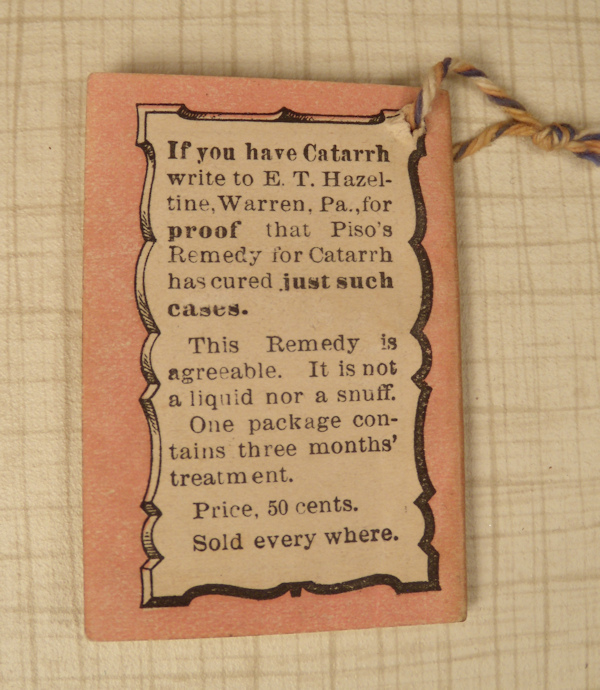 If you have Catarrh
write to E. T. Hazel-
tine, Warren, Pa., for
proof that Piso's
Remedy for Catarrh
has cured just such
cases.
This Remedy is
agreeable. It is not
a liquid nor a snuff.
One package con-
tains three months'
treatment.
Price, 50 cents.
Sold every where.